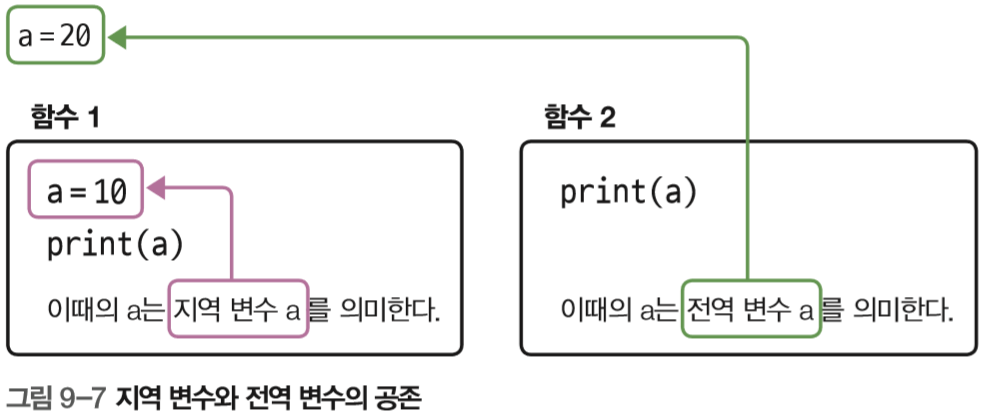 a = 20
함수 1
a = 10
print(a)
이때의 a는 지역 변수 a를 의미한다.
함수 2
print(a)
이때의 a는 전역 변수 a를 의미한다.
그림 9-7 지역 변수와 전역 변수의 공존